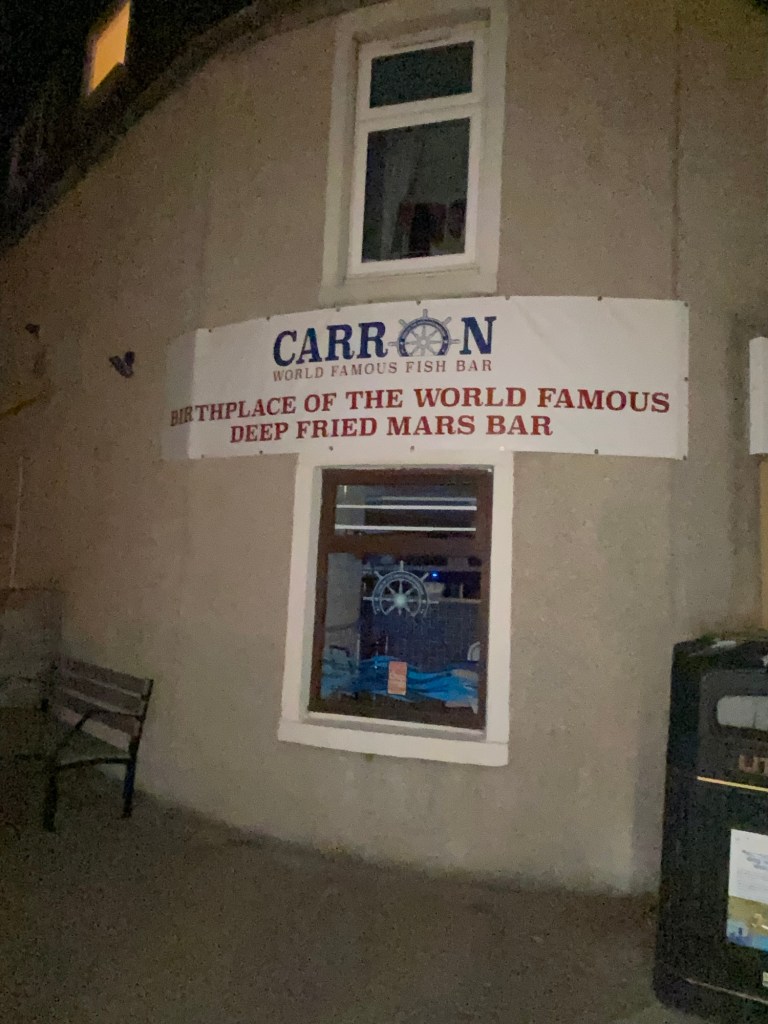 CARRON
WORLD FAMOUS FISH BAR
BIRTHPLACE OF THE WORLD FAMOUS
DEEP FRIED MARS BAR